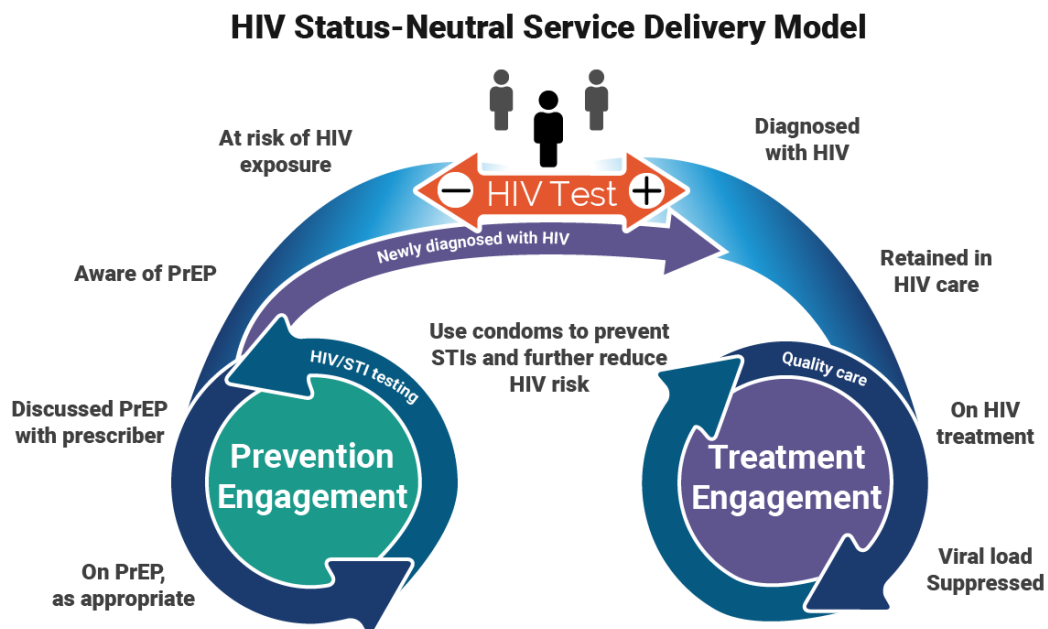 HIV Status-Neutral Service Delivery Model
At risk of HIV
exposure
Diagnosed
with HIV
− HIV Test +
Newly diagnosed with HIV
Aware of PrEP
Retained in
HIV care
Use condoms to prevent
STIs and further reduce
HIV risk
HIV/STI testing
Quality care
Discussed PrEP
with prescriber
Prevention
Engagement
Treatment
Engagement
On HIV
treatment
On PrEP,
as appropriate
Viral load
Suppressed